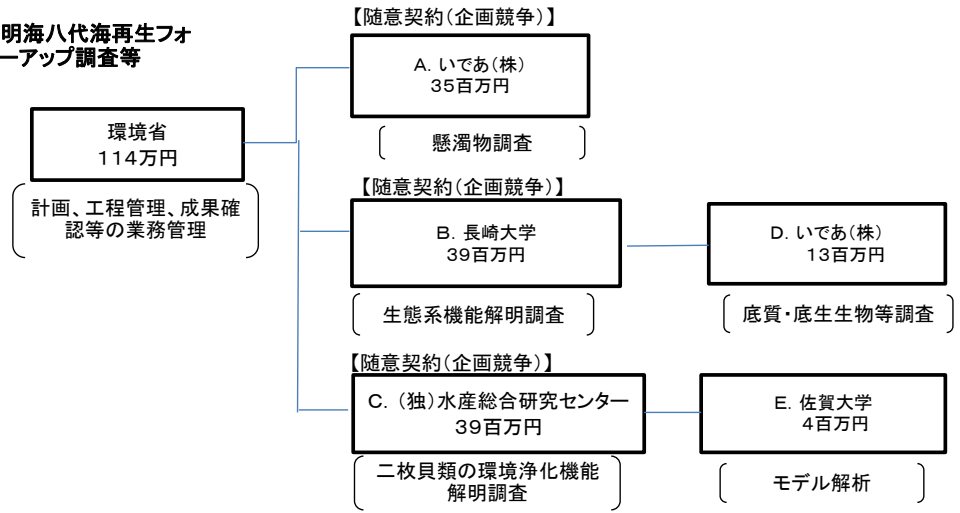 明海八代海再生フォ
ーアップ調査等
環境省
114万円
計画、工程管理、成果確
認等の業務管理
【随意契約(企画競争)】
A. いであ(株)
35百万円
懸濁物調査
【随意契約(企画競争)】
B. 長崎大学
39百万円
生態系機能解明調査
D. いであ(株)
13百万円
底質・底生生物等調査
【随意契約(企画競争)】
C. (独)水産総合研究センター
39百万円
二枚貝類の環境浄化機能
解明調査
E. 佐賀大学
4百万円
モデル解析